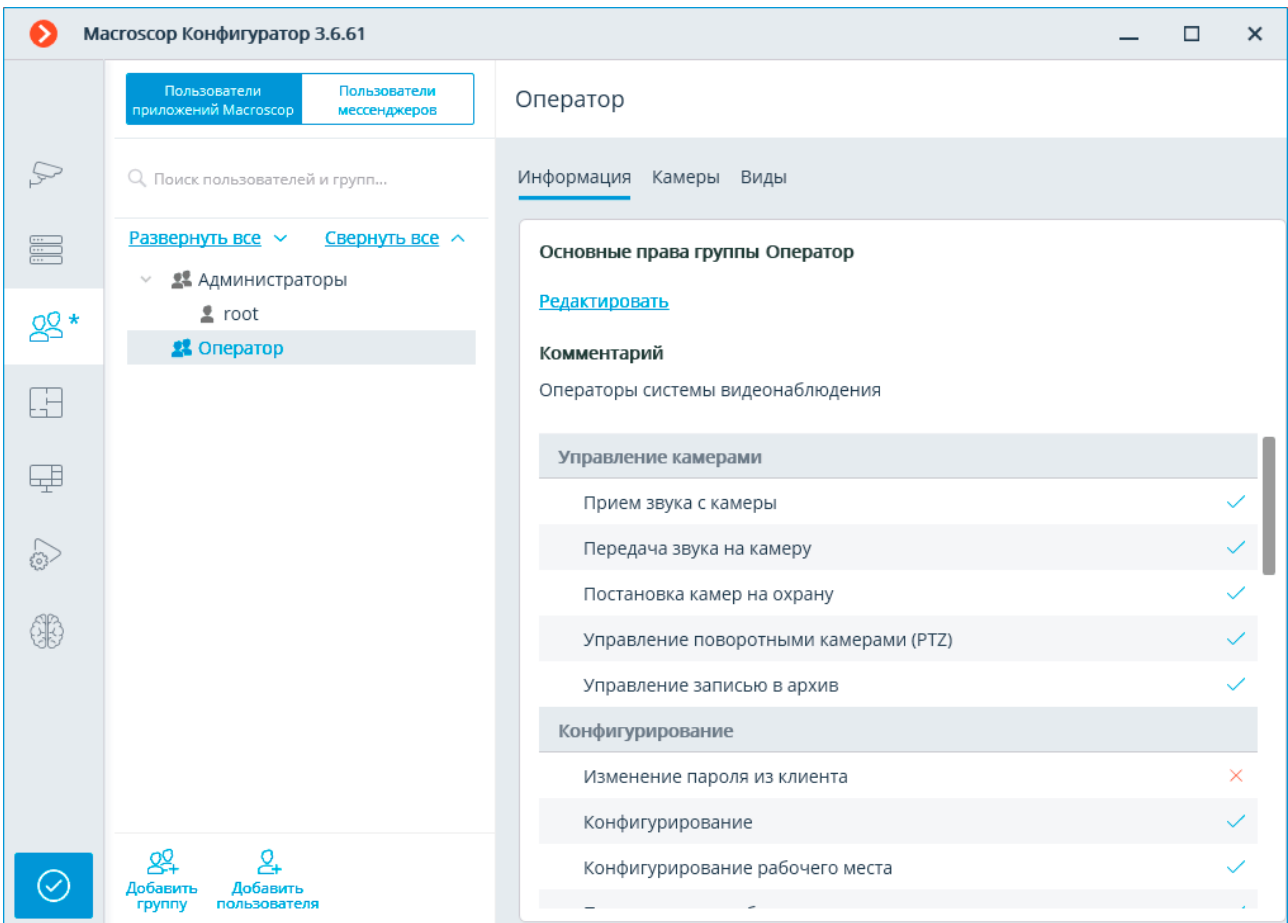 Macroscop Конфигуратор 3.6.61
Пользователи
приложений Macroscop
Пользователи
мессенджеров
Поиск пользователей и групп...
Развернуть все
Свернуть все
Администраторы
root
Оператор
Добавить
группу
Добавить
пользователя
Оператор
Информация Камеры Виды
Основные права группы Оператор
Редактировать
Комментарий
Операторы системы видеонаблюдения
Управление камерами
Прием звука с камеры
Передача звука на камеру
Постановка камер на охрану
Управление поворотными камерами (PTZ)
Управление записью в архив
Конфигурирование
Изменение пароля из клиента
Конфигурирование
Конфигурирование рабочего места